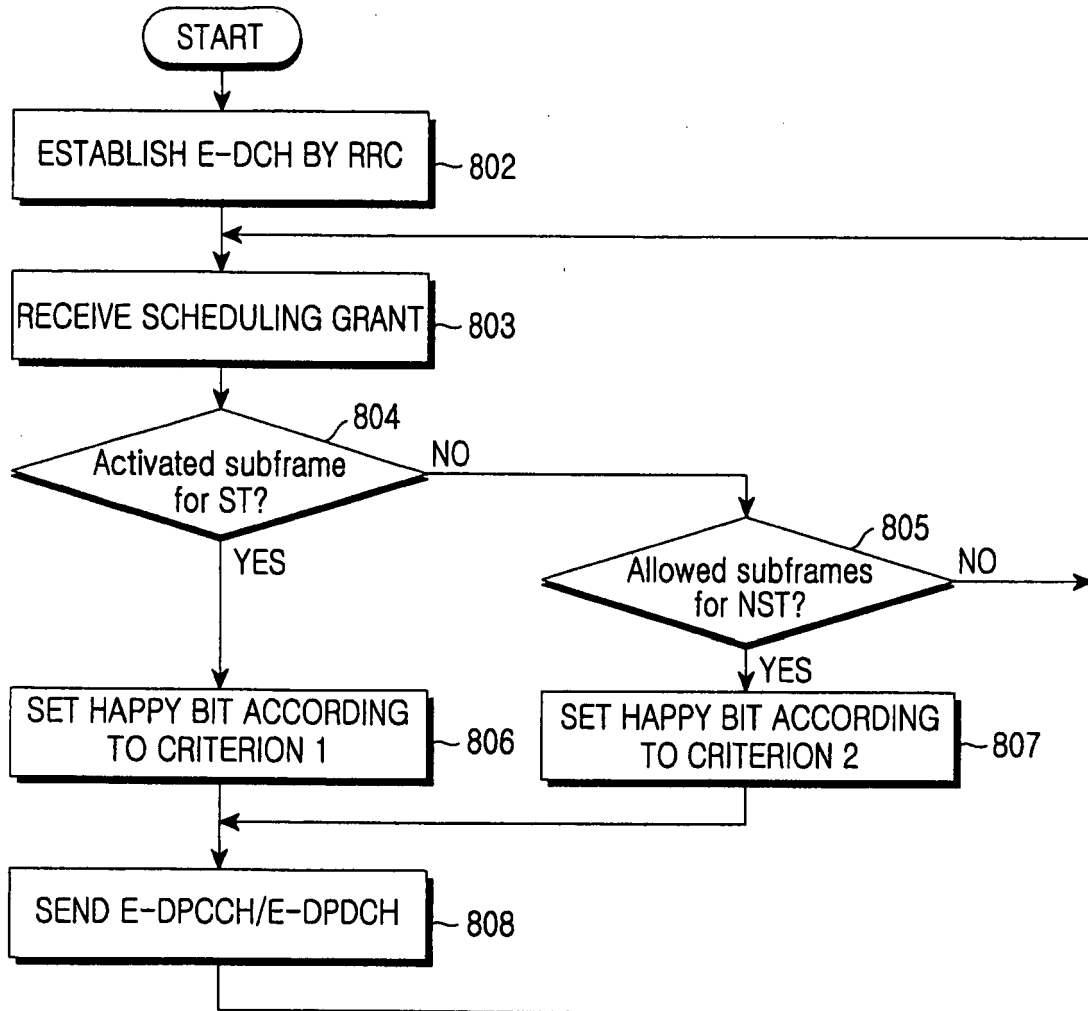 START
ESTABLISH E-DCH BY RRC
802
RECEIVE SCHEDULING GRANT
803
804
Activated subframe
for ST?
NO
YES
805
Allowed subframes
for NST?
NO
YES
SET HAPPY BIT ACCORDING
TO CRITERION 1
806
SET HAPPY BIT ACCORDING
TO CRITERION 2
807
SEND E-DPCCH/E-DPDCH
808